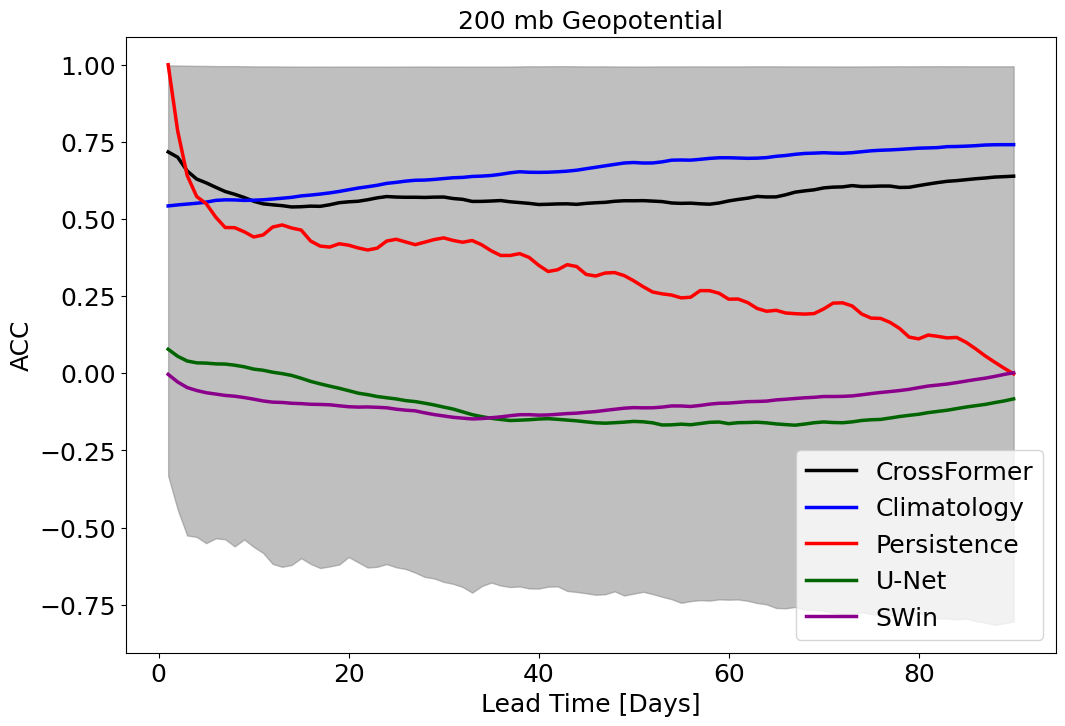 200 mb Geopotential
1.00
0.75
0.50
0.25
0.00
−0.25
−0.50
−0.75
ACC
0 20 40 60 80
Lead Time [Days]
CrossFormer
Climatology
Persistence
U-Net
SWin